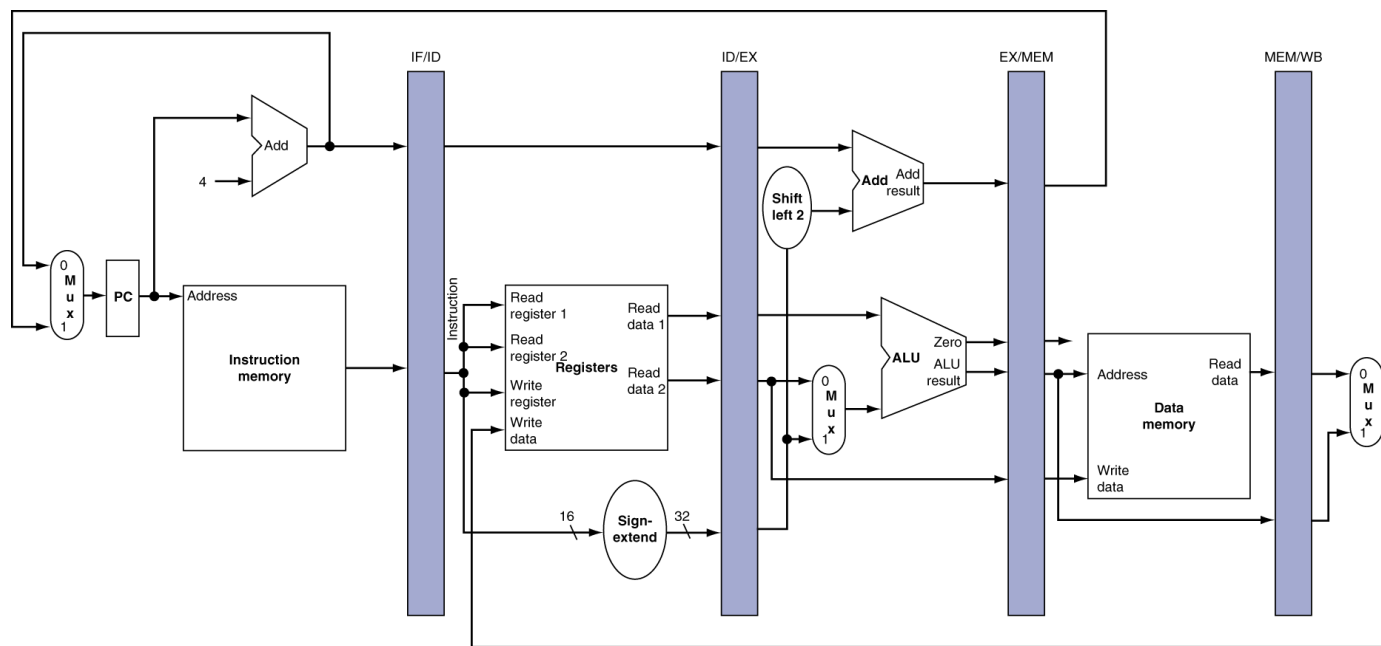 IF/ID
ID/EX
EX/MEM
MEM/WB
Add
4
Add
Add
result
Shift
left 2
0
M
u
x
1
PC
Address
Instruction
memory
Instruction
Read
register 1
Read
register 2
Registers
Write
register
Write
data
Read
data 1
Read
data 2
16
Sign-
extend
32
0
M
u
x
1
Zero
ALU
ALU
result
Address
Read
data
Data
memory
Write
data
0
M
u
x
1